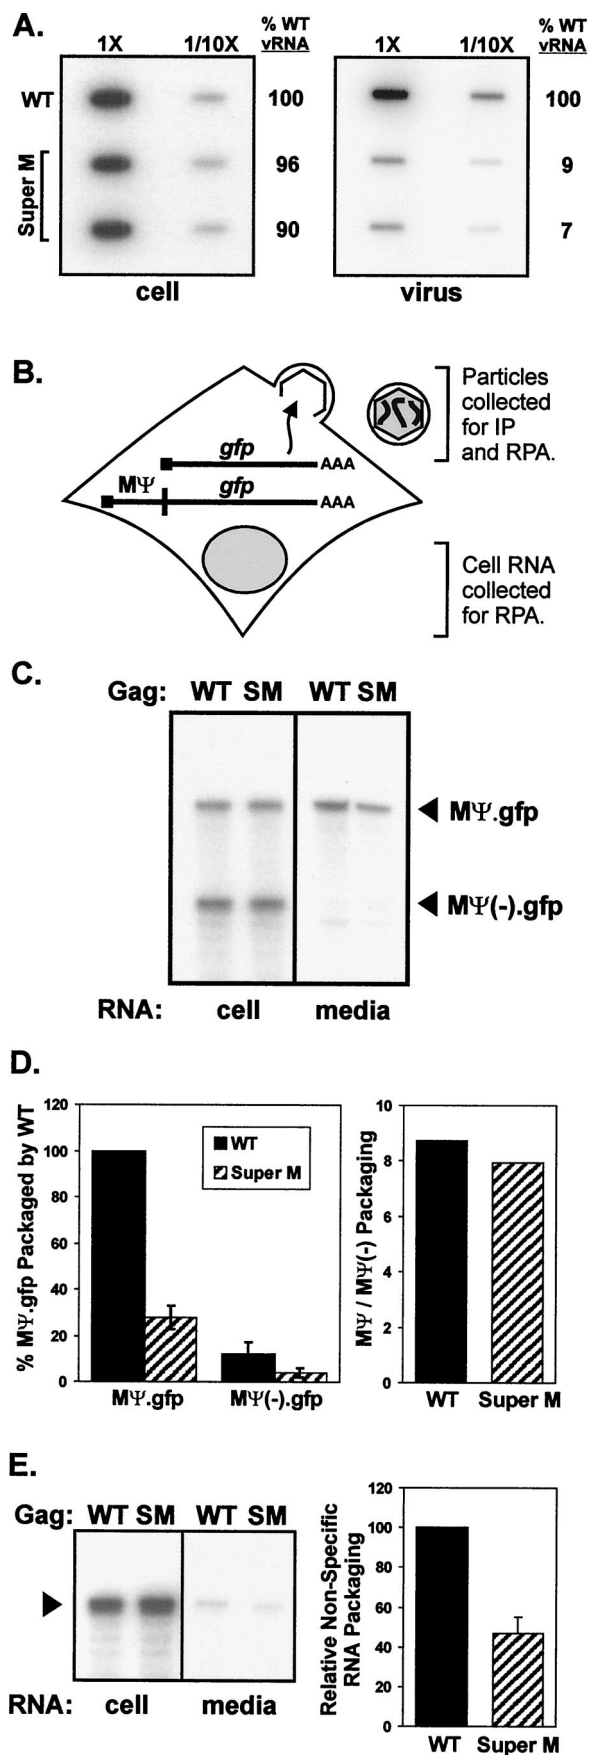 A.
% WT
vRNA
1X 1/10X
WT 100
Super M
96
90
cell
% WT
vRNA
1X 1/10X
100
9
7
virus
B.
gfp
AAA
MΨ
gfp
AAA
Particles
collected
for IP
and RPA.
Cell RNA
collected
for RPA.
C.
Gag: WT SM WT SM
MΨ.gfp
MΨ(-).gfp
RNA: cell media
D.
% MΨ.gfp Packaged by WT
120
100
80
60
40
20
0
WT
Super M
MΨ.gfp MΨ(-).gfp
MΨ / MΨ(-) Packaging
10
8
6
4
2
0
WT Super M
E.
Gag: WT SM WT SM
RNA: cell media
Relative Non-Specific
RNA Packaging
120
100
80
60
40
20
0
WT Super M